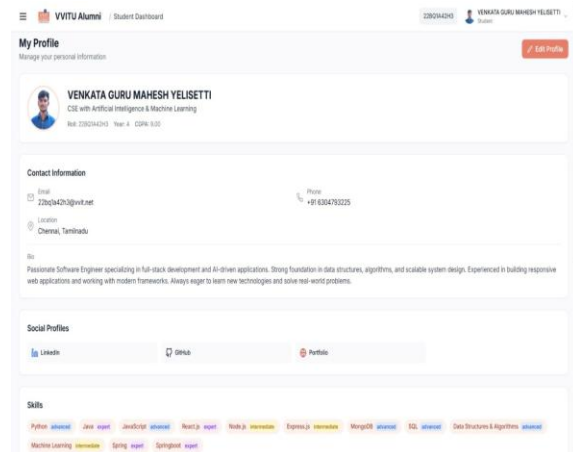 VVITU Alumni / Student Dashboard
22BQ1A42H3
VENKATA GURU MAHESH YELISETTI
Student
My Profile
Manage your personal information
Edit Profile
VENKATA GURU MAHESH YELISETTI
CSE with Artificial Intelligence & Machine Learning
Roll: 22BQ1A42H3 Year: 4 CGPA: 9.00
Contact Information
Email
22bq1a42h3@vvit.net
Phone
+91 6304783225
Location
Chennai, Tamilnadu
Bio
Passionate Software Engineer specializing in full-stack development and AI-driven applications. Strong foundation in data structures, algorithms, and scalable system design. Experienced in building responsive
web applications and working with modern frameworks. Always eager to learn new technologies and solve real-world problems.
Social Profiles
LinkedIn GitHub Portfolio
Skills
Python advanced Java expert JavaScript advanced React.js expert Node.js intermediate Express.js intermediate MongoDB advanced SQL advanced Data Structures & Algorithms advanced
Machine Learning intermediate Spring expert Springboot expert